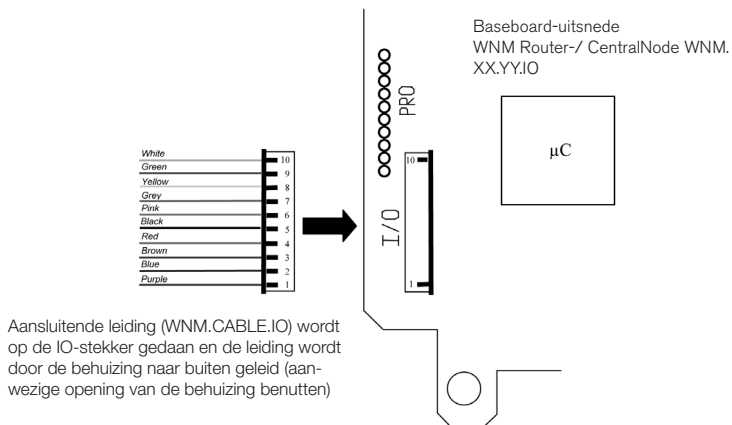 Baseboard-uitsnede
WNM Router-/ CentralNode WNM.
XX.YY.IO
PRO
µC
White
Green
Yellow
Grey
Pink
Black
Red
Brown
Blue
Purple
10
9
8
7
6
5
4
3
2
1
10
I/O
1
Aansluitende leiding (WNM.CABLE.IO) wordt
op de IO-stekker gedaan en de leiding wordt
door de behuizing naar buiten geleid (aan-
wezige opening van de behuizing benutten)